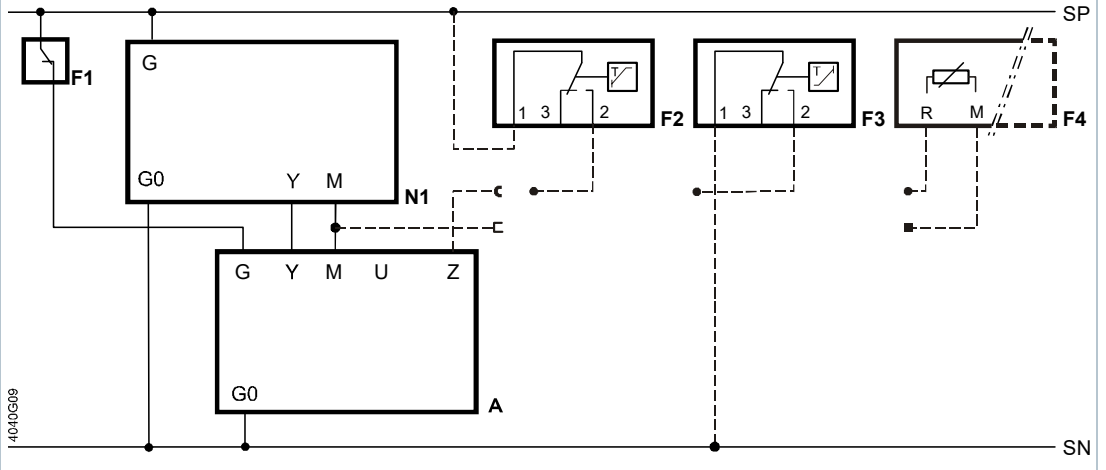 SP
F1
G
G0 Y M
N1
1 3 2
T
F2
1 3 2
T
F3
R M
F4
G Y M U Z
G0
A
4040G09
SN